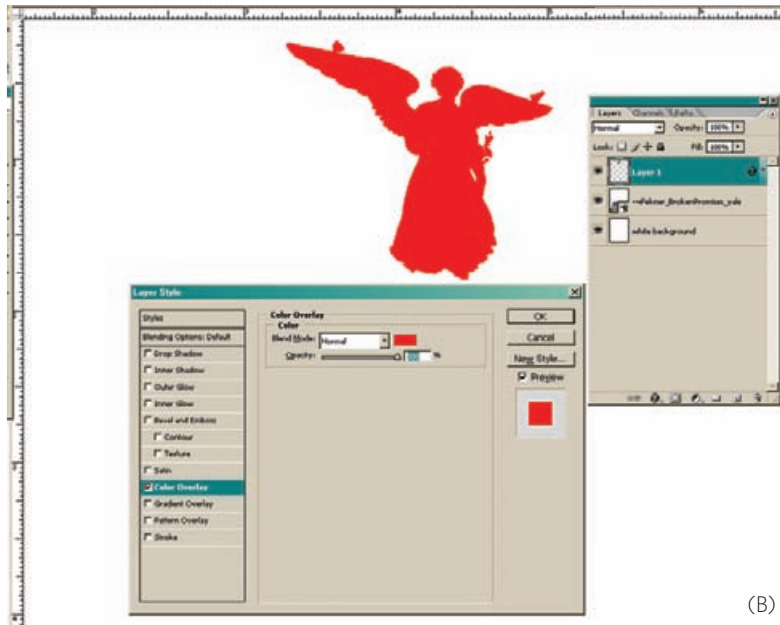 Layers Channels Paths
Normal Opacity: 100%
Lock: Fill: 100%
Layer 1
white background
Layer Style
Styles
Blending Options: Default
Drop Shadow
Inner Shadow
Outer Glow
Inner Glow
Bevel and Emboss
Contour
Texture
Satin
Color Overlay
Gradient Overlay
Pattern Overlay
Stroke
Color Overlay
Color
Blend Mode: Normal
Opacity: 100 %
OK
Cancel
New Style...
Preview
(B)